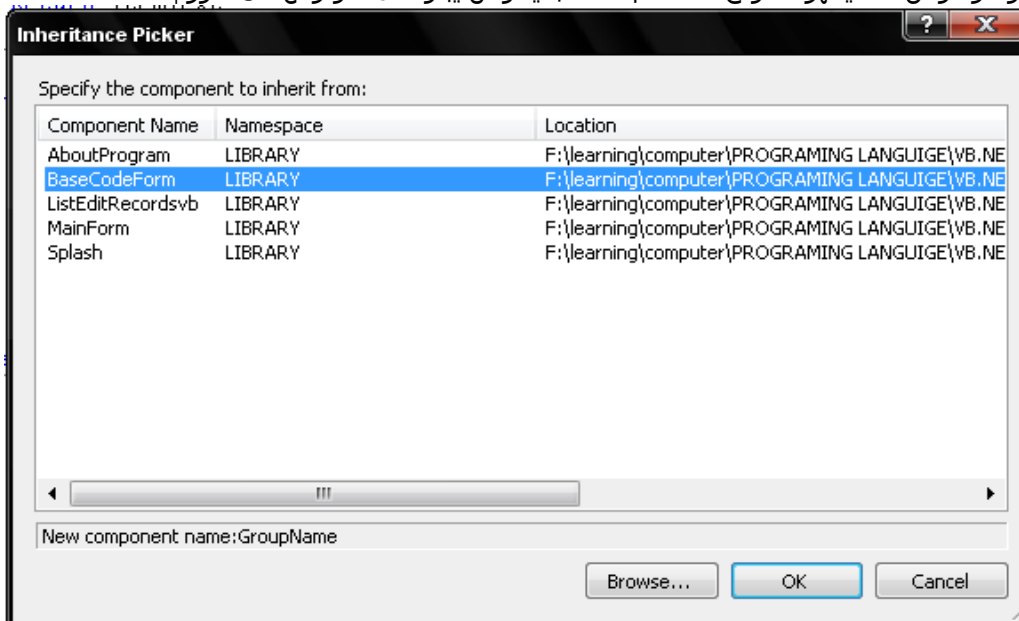 Inheritance Picker
Specify the component to inherit from:
Component Name Namespace Location
AboutProgram LIBRARY F:\learning\computer\PROGRAMING LANGUIGE\VB.NE
BaseCodeForm LIBRARY F:\learning\computer\PROGRAMING LANGUIGE\VB.NE
ListEditRecordsvb LIBRARY F:\learning\computer\PROGRAMING LANGUIGE\VB.NE
MainForm LIBRARY F:\learning\computer\PROGRAMING LANGUIGE\VB.NE
Splash LIBRARY F:\learning\computer\PROGRAMING LANGUIGE\VB.NE
New component name:GroupName
Browse... OK Cancel